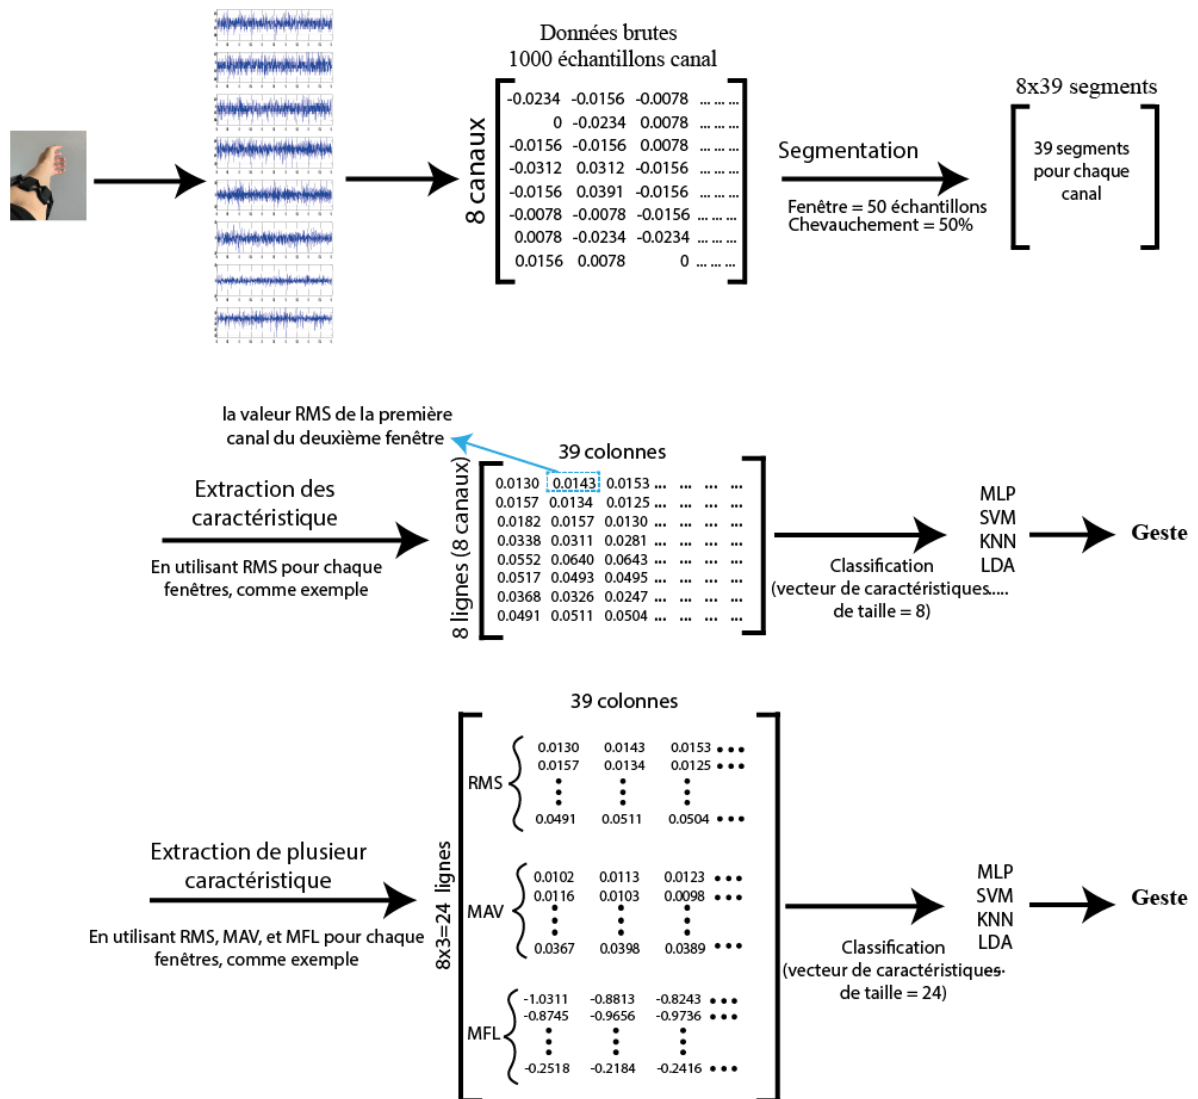 Données brutes
1000 échantillons canal
8 canaux
-0.0234 -0.0156 -0.0078 ... ... ...
0 -0.0234 0.0078 ... ... ...
-0.0156 -0.0156 0.0078 ... ... ...
-0.0312 0.0312 -0.0156 ... ... ...
-0.0156 0.0391 -0.0156 ... ... ...
-0.0078 -0.0078 -0.0156 ... ... ...
0.0078 -0.0234 -0.0234 ... ... ...
0.0156 0.0078 0 ... ... ...
Segmentation
Fenêtre = 50 échantillons
Chevauchement = 50%
8x39 segments
39 segments
pour chaque
canal
la valeur RMS de la première
canal du deuxième fenêtre
Extraction des
caractéristique
En utilisant RMS pour chaque
fenêtres, comme exemple
39 colonnes
8 lignes (8 canaux)
0.0130 0.0143 0.0153 ... ... ... ...
0.0157 0.0134 0.0125 ... ... ... ...
0.0182 0.0157 0.0130 ... ... ... ...
0.0338 0.0311 0.0281 ... ... ... ...
0.0552 0.0640 0.0643 ... ... ... ...
0.0517 0.0493 0.0495 ... ... ... ...
0.0368 0.0326 0.0247 ... ... ... ...
0.0491 0.0511 0.0504 ... ... ... ...
Classification
(vecteur de caractéristiques.....
de taille = 8)
MLP
SVM
KNN
LDA
Geste
Extraction de plusieur
caractéristique
En utilisant RMS, MAV, et MFL pour chaque
fenêtres, comme exemple
39 colonnes
8x3=24 lignes
RMS
0.0130 0.0143 0.0153 •••
0.0157 0.0134 0.0125 •••
0.0491 0.0511 0.0504 •••
MAV
0.0102 0.0113 0.0123 •••
0.0116 0.0103 0.0098 •••
0.0367 0.0398 0.0389 •••
MFL
-1.0311 -0.8813 -0.8243 •••
-0.8745 -0.9656 -0.9736 •••
-0.2518 -0.2184 -0.2416 •••
Classification
(vecteur de caractéristiques..
de taille = 24)
MLP
SVM
KNN
LDA
Geste